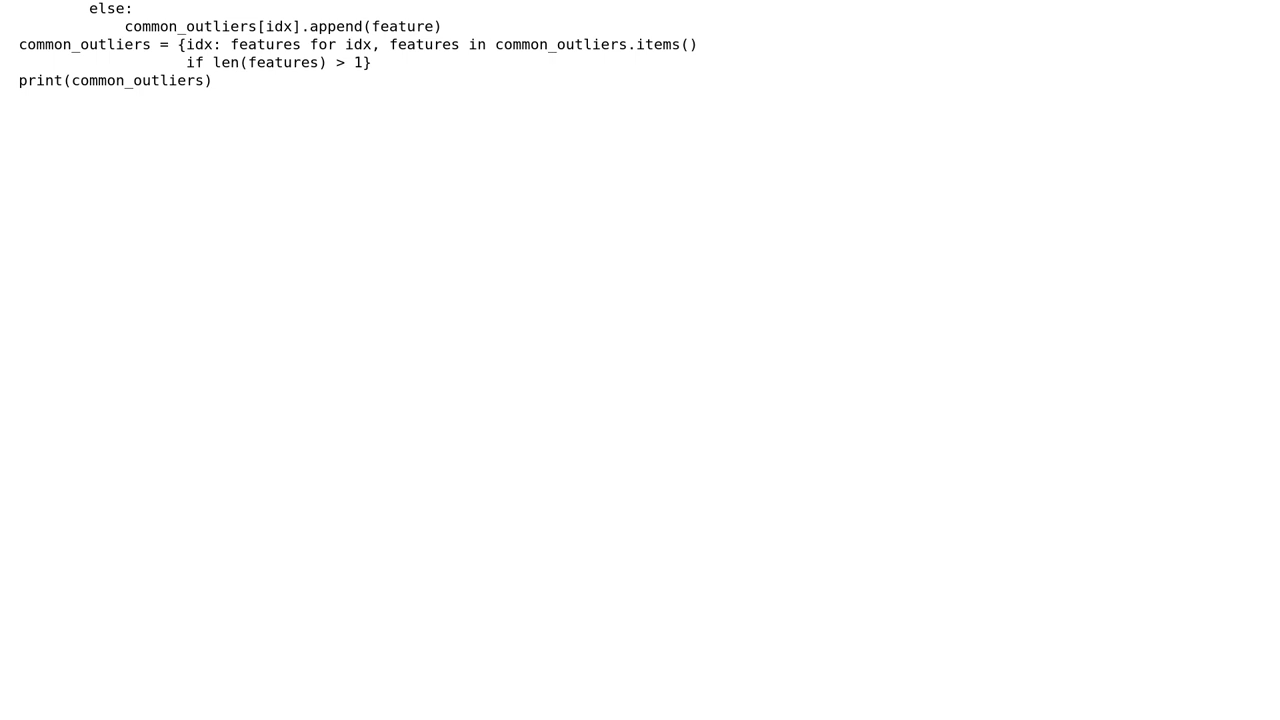 else:
            common_outliers[idx].append(feature)
common_outliers = {idx: features for idx, features in common_outliers.items()
                   if len(features) > 1}
print(common_outliers)